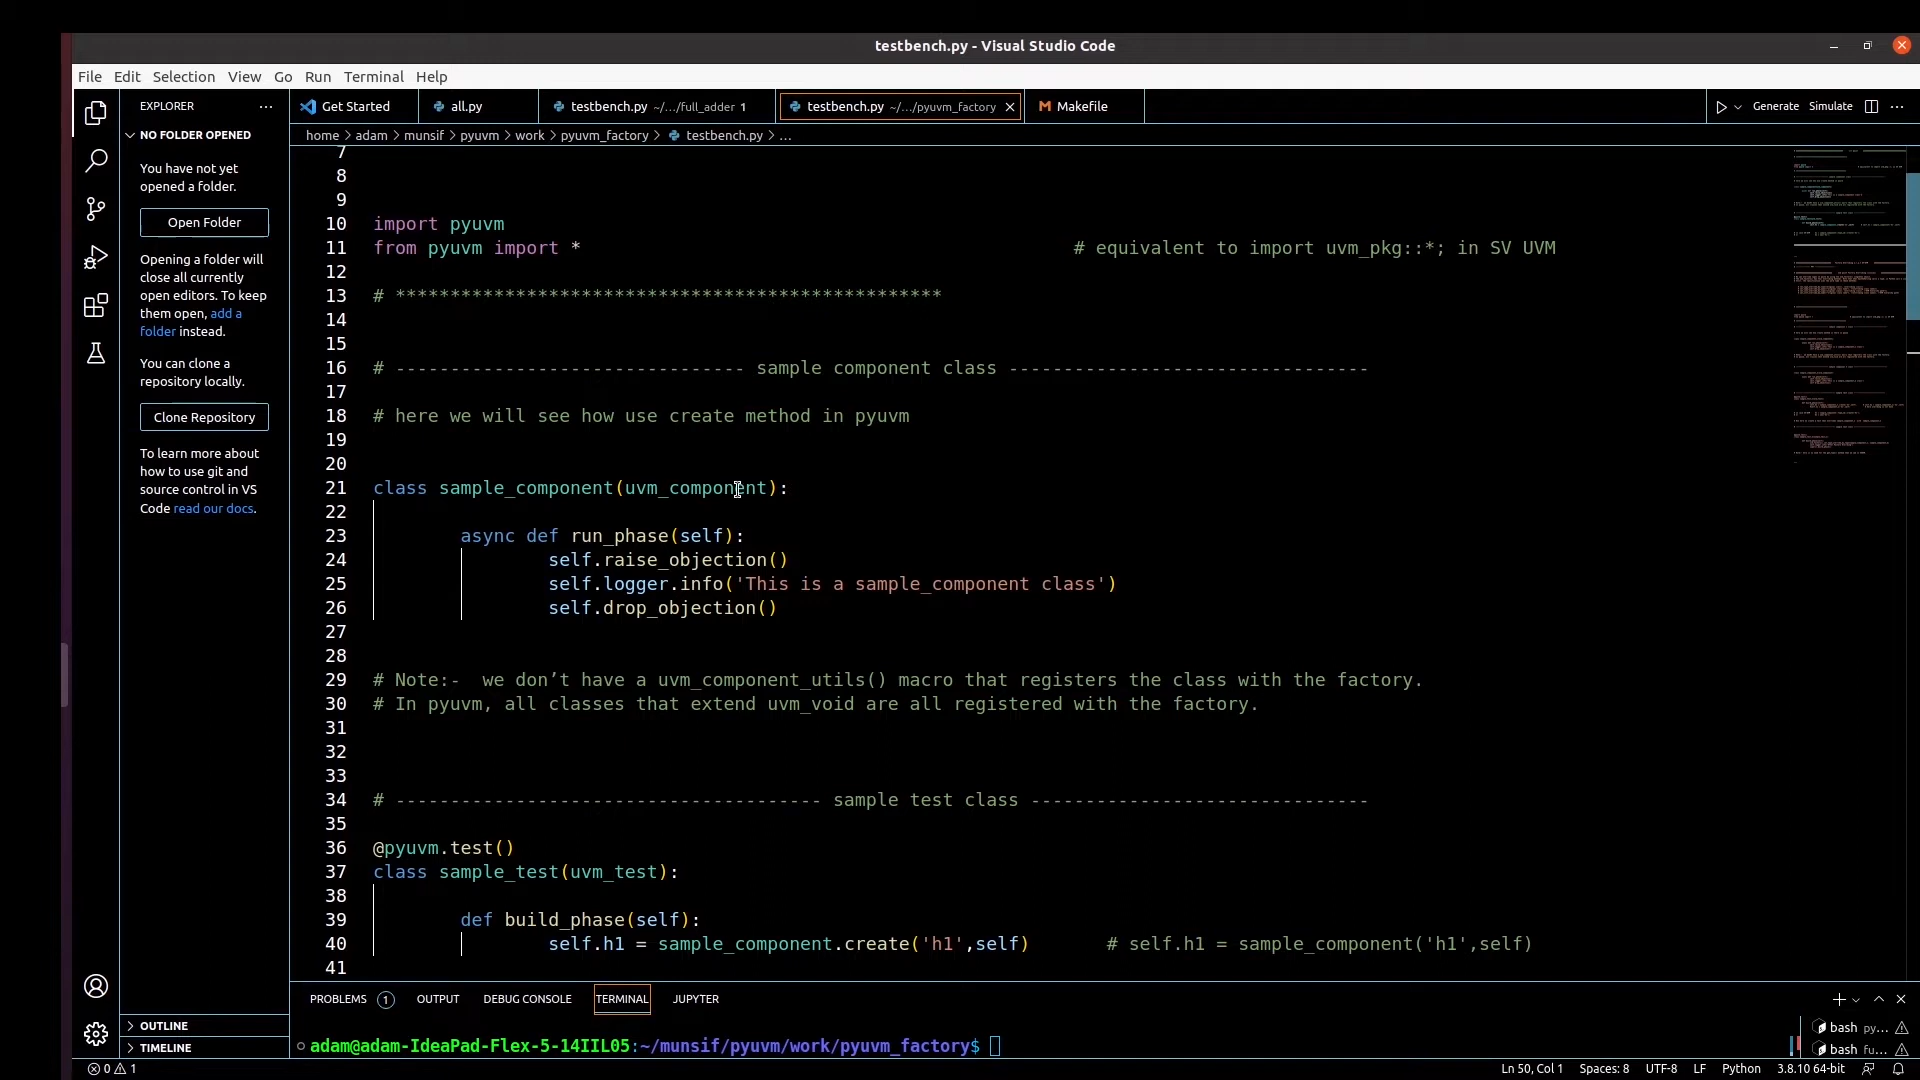 testbench.py - Visual Studio Code
File Edit Selection View Go Run Terminal Help
EXPLORER ···
Get Started
all.py
testbench.py ~/.../full_adder 1
testbench.py ~/.../pyuvm_factory
Makefile
Generate Simulate ···
NO FOLDER OPENED
home > adam > munsif > pyuvm > work > pyuvm_factory > testbench.py > ...
You have not yet
opened a folder.
Open Folder
Opening a folder will
close all currently
open editors. To keep
them open, add a
folder instead.
You can clone a
repository locally.
Clone Repository
To learn more about
how to use git and
source control in VS
Code read our docs.
OUTLINE
TIMELINE
7
8
9
10 import pyuvm
11 from pyuvm import * # equivalent to import uvm_pkg::*; in SV UVM
12
13 # **************************************************
14
15
16 # -------------------------------- sample component class ---------------------------------
17
18 # here we will see how use create method in pyuvm
19
20
21 class sample_component(uvm_component):
22
23 async def run_phase(self):
24 self.raise_objection()
25 self.logger.info('This is a sample_component class')
26 self.drop_objection()
27
28
29 # Note:- we don’t have a uvm_component_utils() macro that registers the class with the factory.
30 # In pyuvm, all classes that extend uvm_void are all registered with the factory.
31
32
33
34 # --------------------------------------- sample test class -------------------------------
35
36 @pyuvm.test()
37 class sample_test(uvm_test):
38
39 def build_phase(self):
40 self.h1 = sample_component.create('h1',self) # self.h1 = sample_component('h1',self)
41
PROBLEMS 1 OUTPUT DEBUG CONSOLE TERMINAL JUPYTER
adam@adam-IdeaPad-Flex-5-14IIL05:~/munsif/pyuvm/work/pyuvm_factory$
bash py...
bash fu...
0 1
Ln 50, Col 1 Spaces: 8 UTF-8 LF Python 3.8.10 64-bit